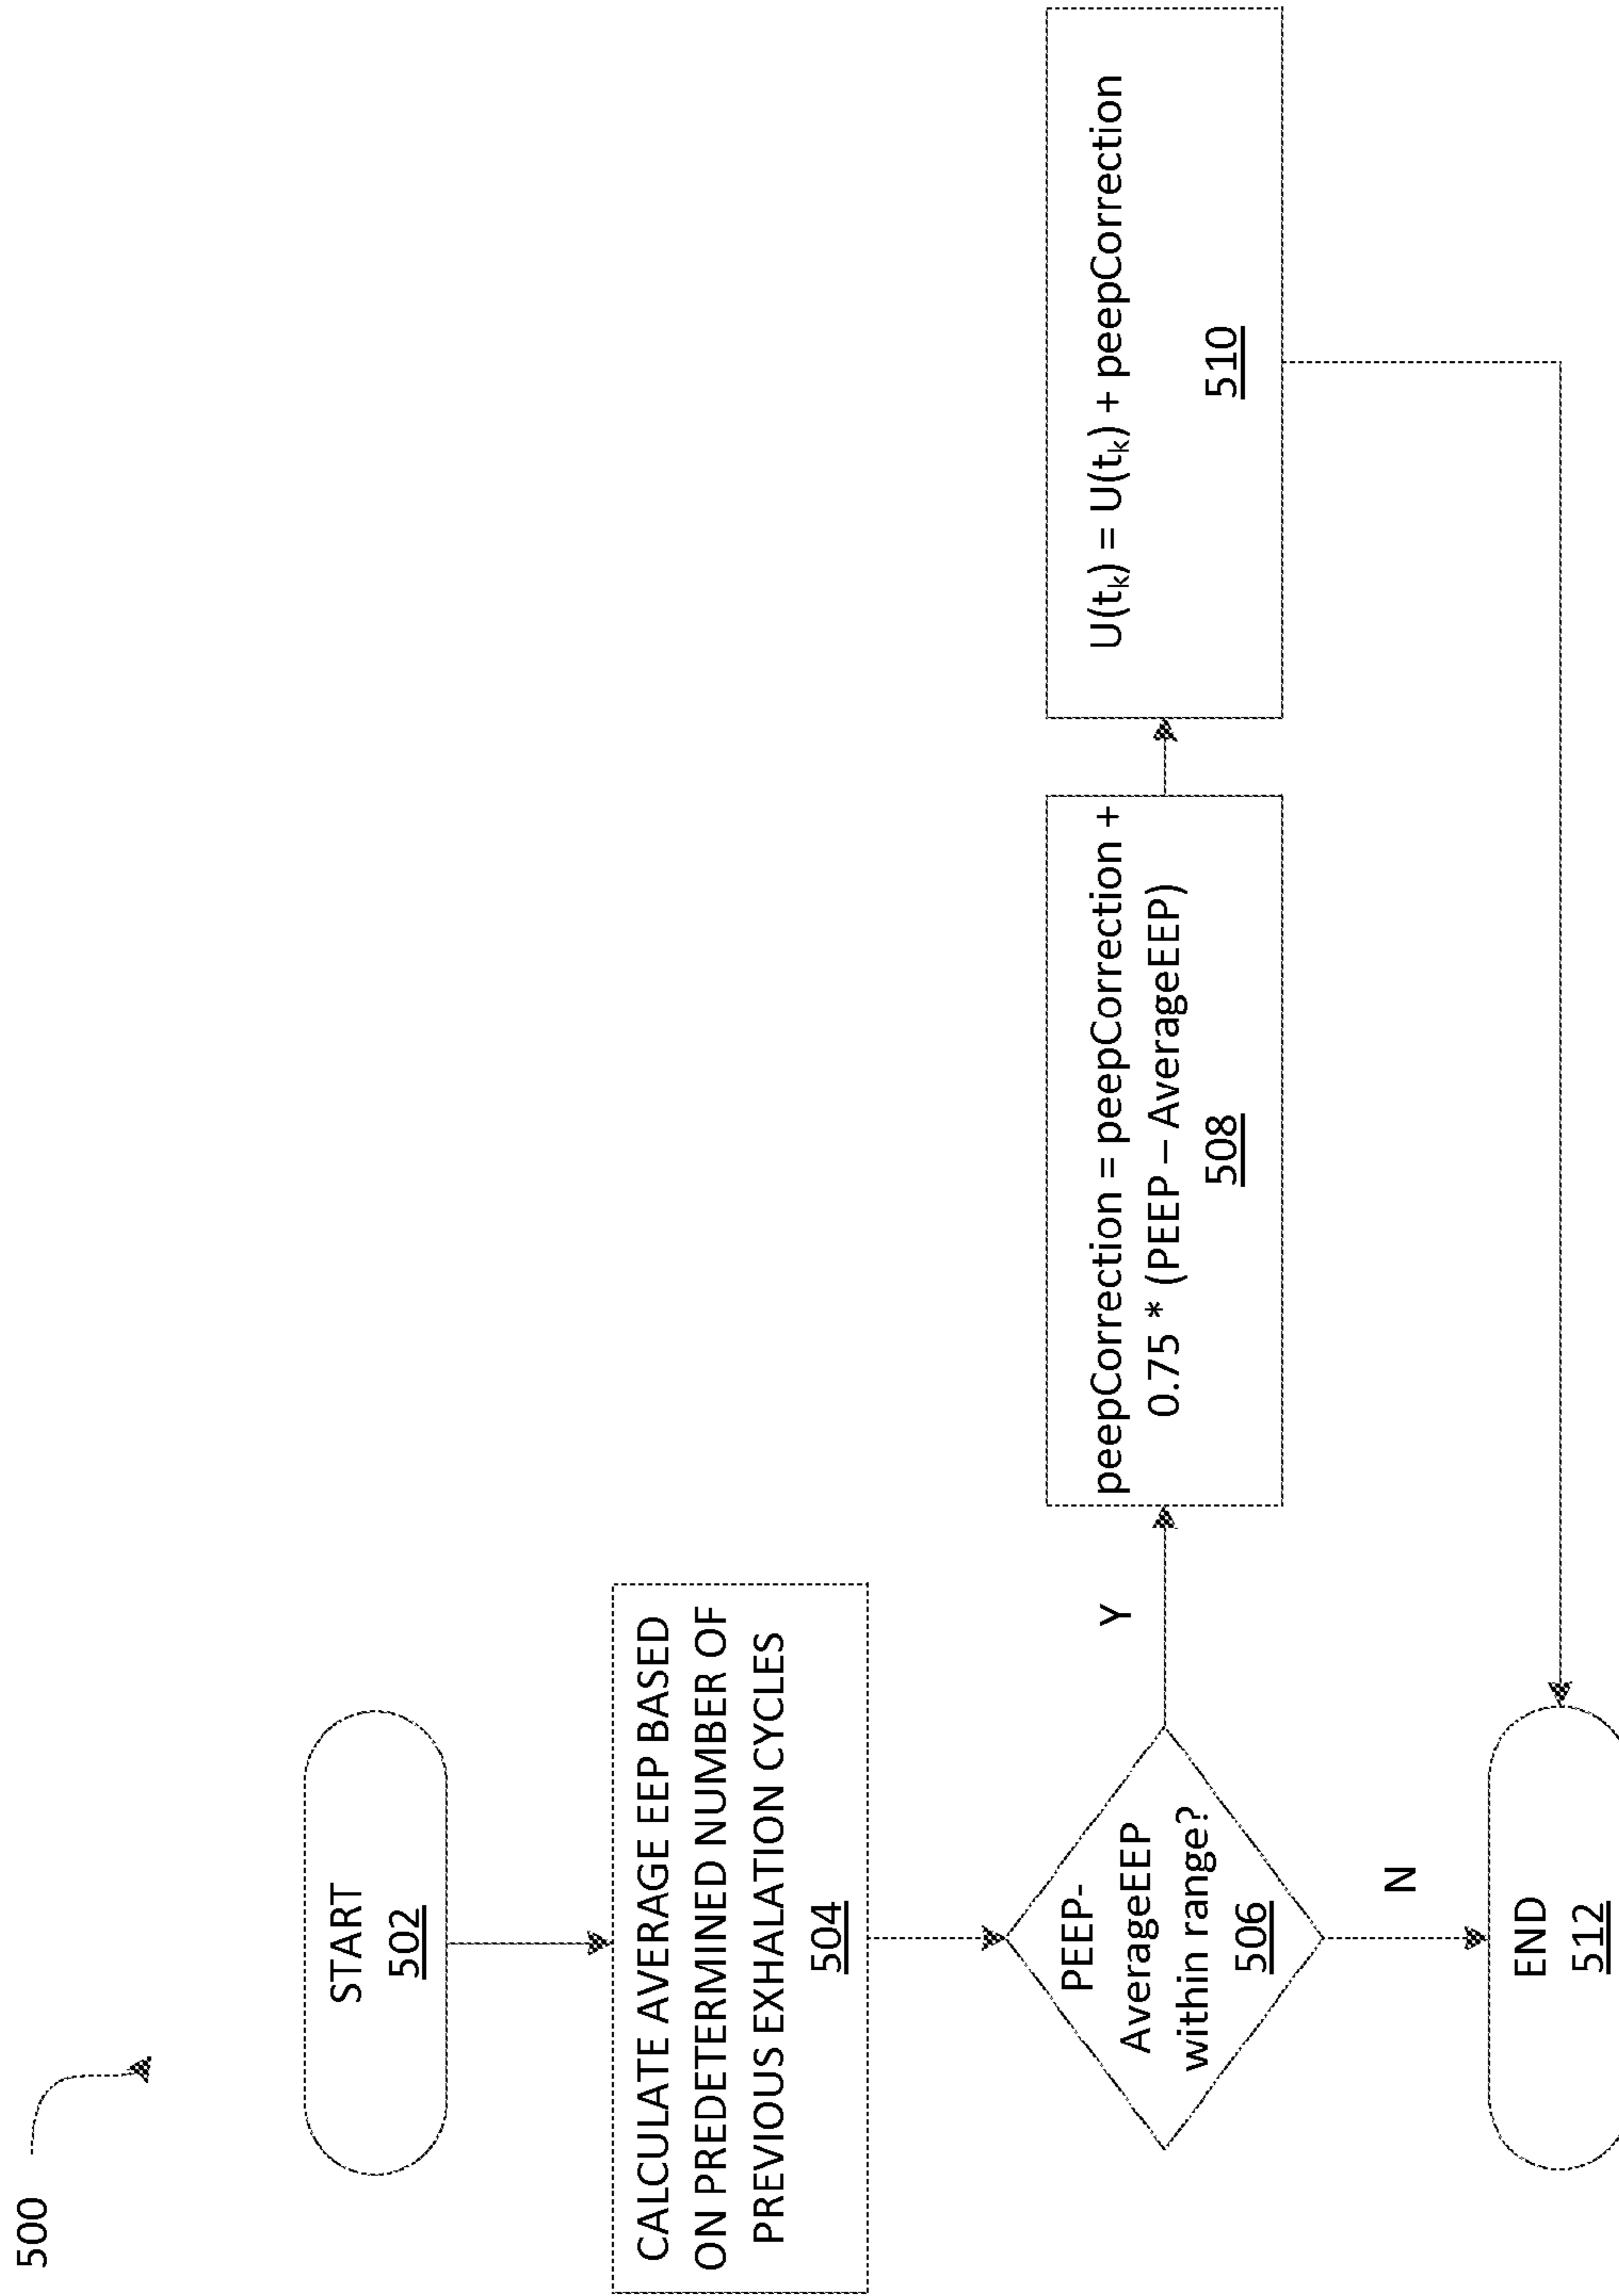 500
START
502
CALCULATE AVERAGE EEP BASED
ON PREDETERMINED NUMBER OF
PREVIOUS EXHALATION CYCLES
504
PEEP-
AverageEEP
within range?
506
Y
N
peepCorrection = peepCorrection +
0.75 * (PEEP – AverageEEP)
508
U(tₖ) = U(tₖ) + peepCorrection
510
END
512